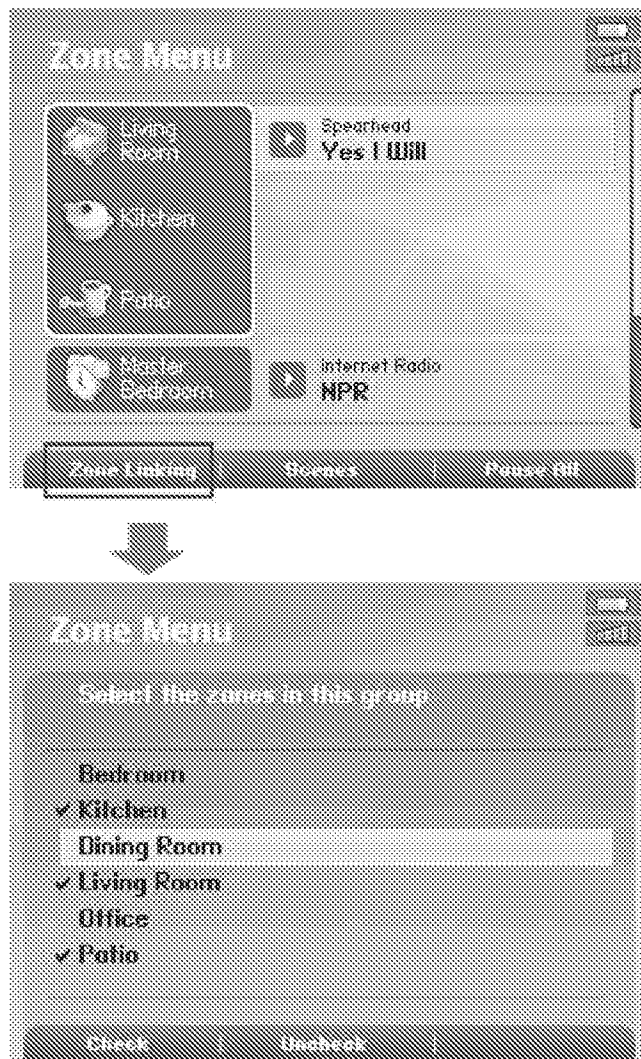 Zone Menu
Living
Room
Spearhead
Yes I Will
Kitchen
Patio
Master
Bedroom
Internet Radio
NPR
Zone Linking
Scenes
Pause All
Zone Menu
Select the zones in this group
Bedroom
✓ Kitchen
Dining Room
✓ Living Room
Office
✓ Patio
Check
Uncheck